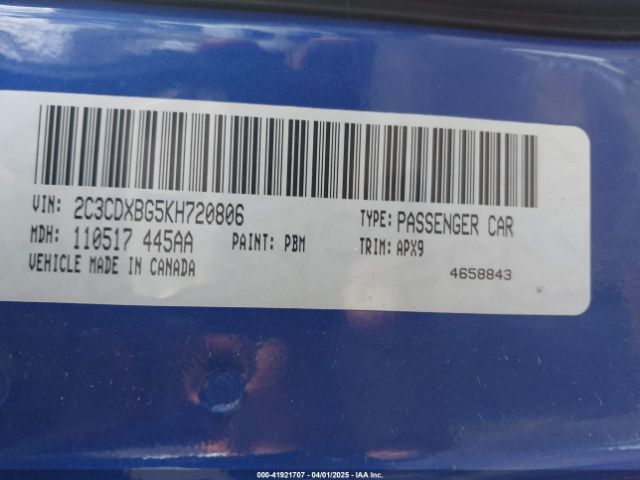 VIN: 2C3CDXBG5KH720806 TYPE: PASSENGER CAR
MDH: 110517 445AA PAINT: PBM TRIM: APX9
VEHICLE MADE IN CANADA
4658843
000-41921707 - 04/01/2025 - IAA Inc.